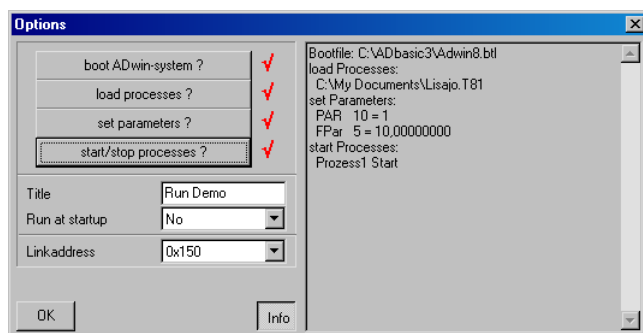 Options
boot ADwin-system ?
load processes ?
set parameters ?
start/stop processes ?
Title
Run Demo
Run at startup
No
Linkaddress
0x150
OK
Info
Bootfile: C:\ADbasic3\Adwin8.btl
load Processes:
C:\My Documents\Lisajo.T81
set Parameters:
PAR 10 = 1
FPar 5 = 10,00000000
start Processes:
Prozess1 Start